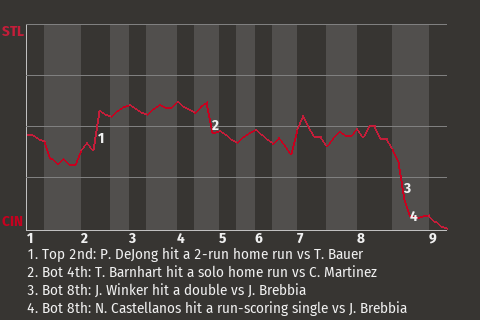 STL
1
2
3
4
CIN
1 2 3 4 5 6 7 8 9
1. Top 2nd: P. DeJong hit a 2-run home run vs T. Bauer
2. Bot 4th: T. Barnhart hit a solo home run vs C. Martinez
3. Bot 8th: J. Winker hit a double vs J. Brebbia
4. Bot 8th: N. Castellanos hit a run-scoring single vs J. Brebbia